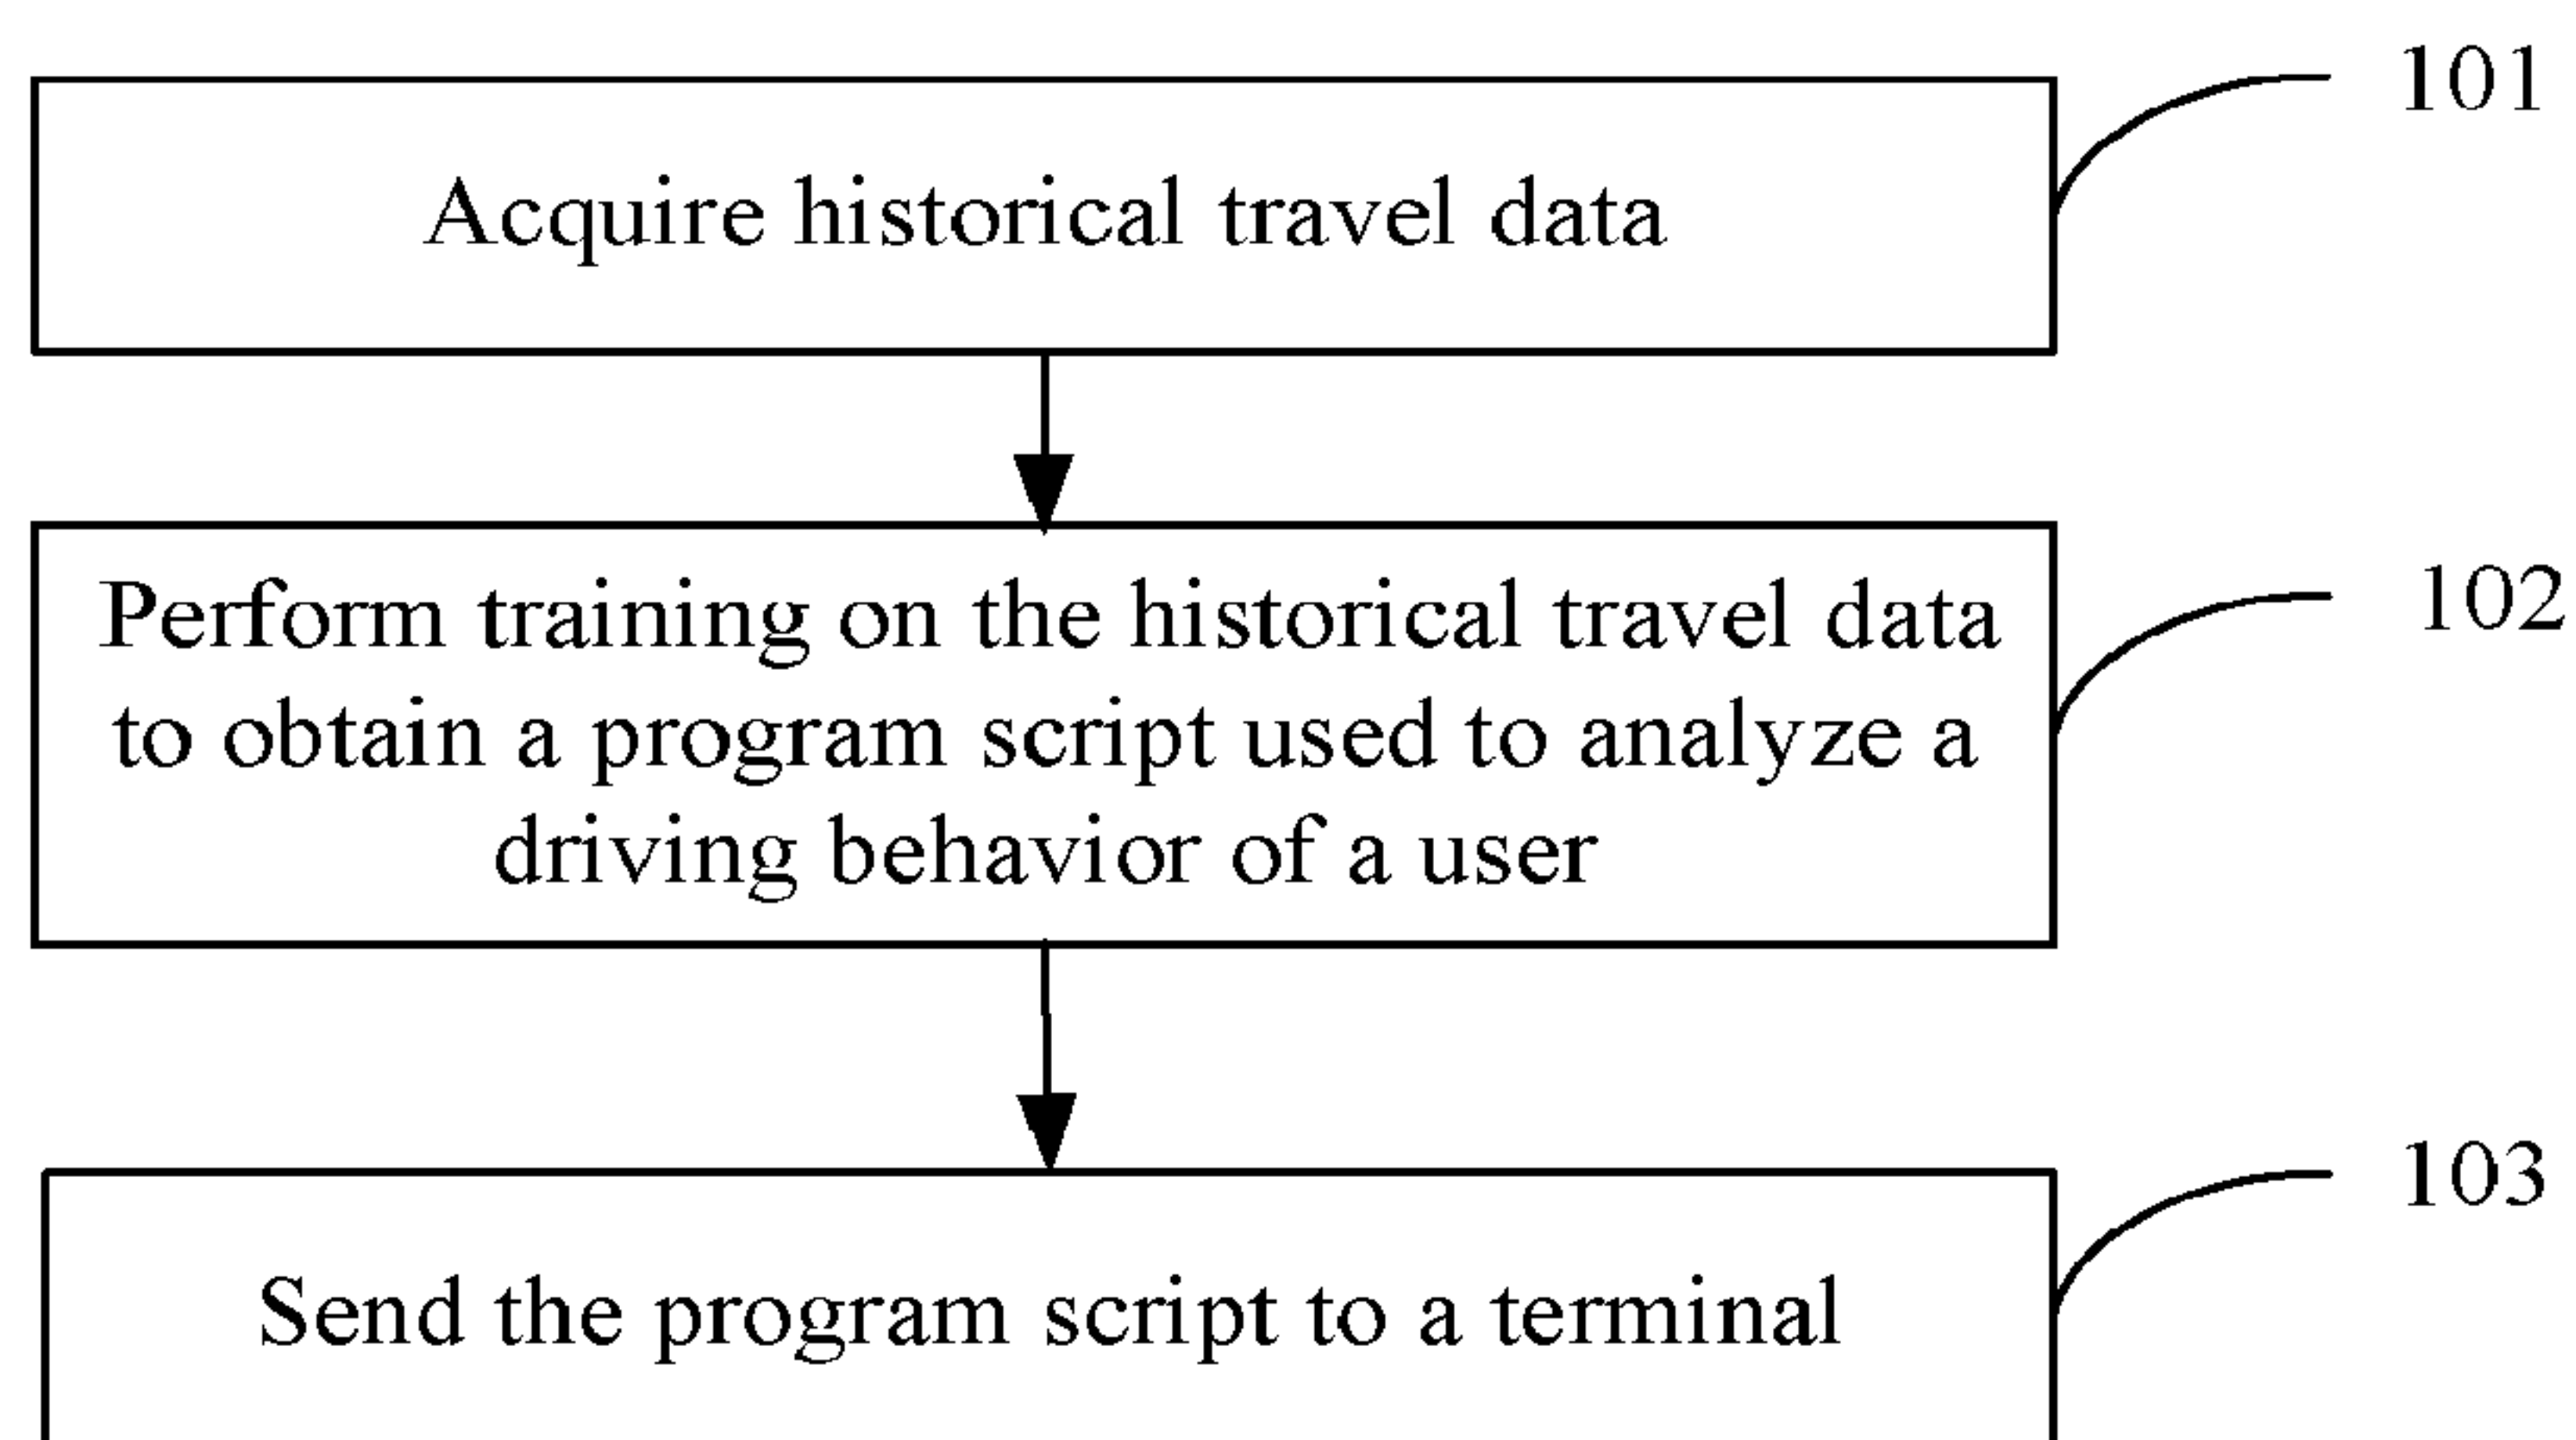 101
Acquire historical travel data
102
Perform training on the historical travel data
to obtain a program script used to analyze a
driving behavior of a user
103
Send the program script to a terminal